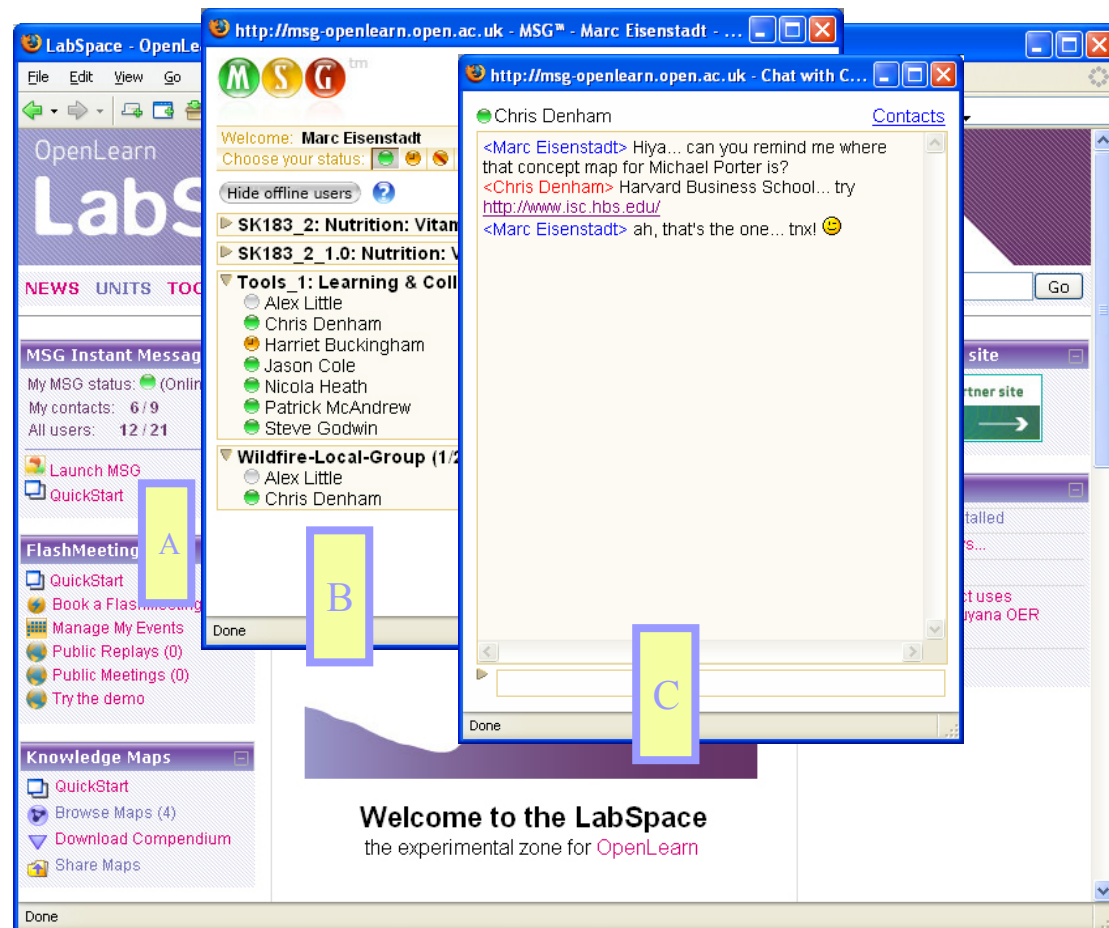 LabSpace - OpenLe
File Edit View Go
OpenLearn
LabS
NEWS UNITS TOO
Go
MSG Instant Messag
My MSG status: (Onlin
My contacts: 6/9
All users: 12/21
Launch MSG
QuickStart
A
FlashMeeting
QuickStart
Book a FlashMeeting
Manage My Events
Public Replays (0)
Public Meetings (0)
Try the demo
Knowledge Maps
QuickStart
Browse Maps (4)
Download Compendium
Share Maps
Done
http://msg-openlearn.open.ac.uk - MSG™ - Marc Eisenstadt - ...
MSG tm
Welcome: Marc Eisenstadt
Choose your status:
Hide offline users ?
SK183_2: Nutrition: Vitan
SK183_2_1.0: Nutrition: V
Tools_1: Learning & Coll
Alex Little
Chris Denham
Harriet Buckingham
Jason Cole
Nicola Heath
Patrick McAndrew
Steve Godwin
Wildfire-Local-Group (1/2
Alex Little
Chris Denham
B
Done
http://msg-openlearn.open.ac.uk - Chat with C...
Chris Denham Contacts
<Marc Eisenstadt> Hiya... can you remind me where
that concept map for Michael Porter is?
<Chris Denham> Harvard Business School... try
http://www.isc.hbs.edu/
<Marc Eisenstadt> ah, that's the one... tnx!
C
Done
Welcome to the LabSpace
the experimental zone for OpenLearn
site
rtner site
talled
s...
ct uses
uyana OER